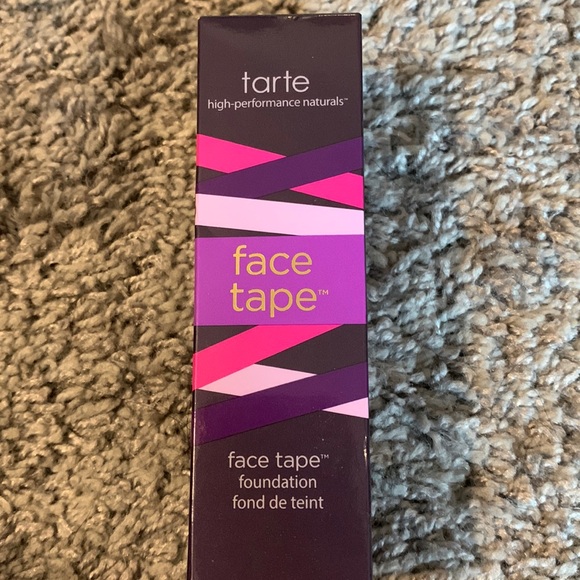 tarte
high-performance naturals™
face
tape™
face tape™
foundation
fond de teint